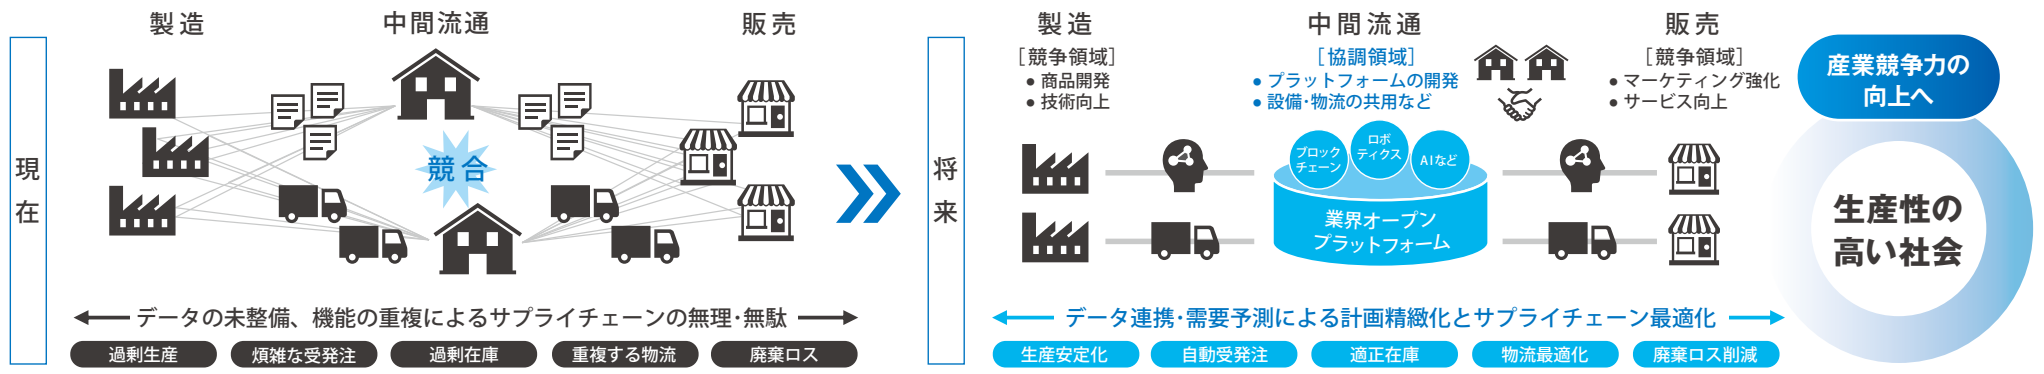 現在
製造
中間流通
販売
競合
データの未整備、機能の重複によるサプライチェーンの無理・無駄
過剰生産
煩雑な受発注
過剰在庫
重複する物流
廃棄ロス
将来
製造
［競争領域］
● 商品開発
● 技術向上
中間流通
［協調領域］
● プラットフォームの開発
● 設備・物流の共用など
販売
［競争領域］
● マーケティング強化
● サービス向上
ブロック
チェーン
ロボ
ティクス
AIなど
業界オープン
プラットフォーム
データ連携・需要予測による計画精緻化とサプライチェーン最適化
生産安定化
自動受発注
適正在庫
物流最適化
廃棄ロス削減
産業競争力の
向上へ
生産性の
高い社会